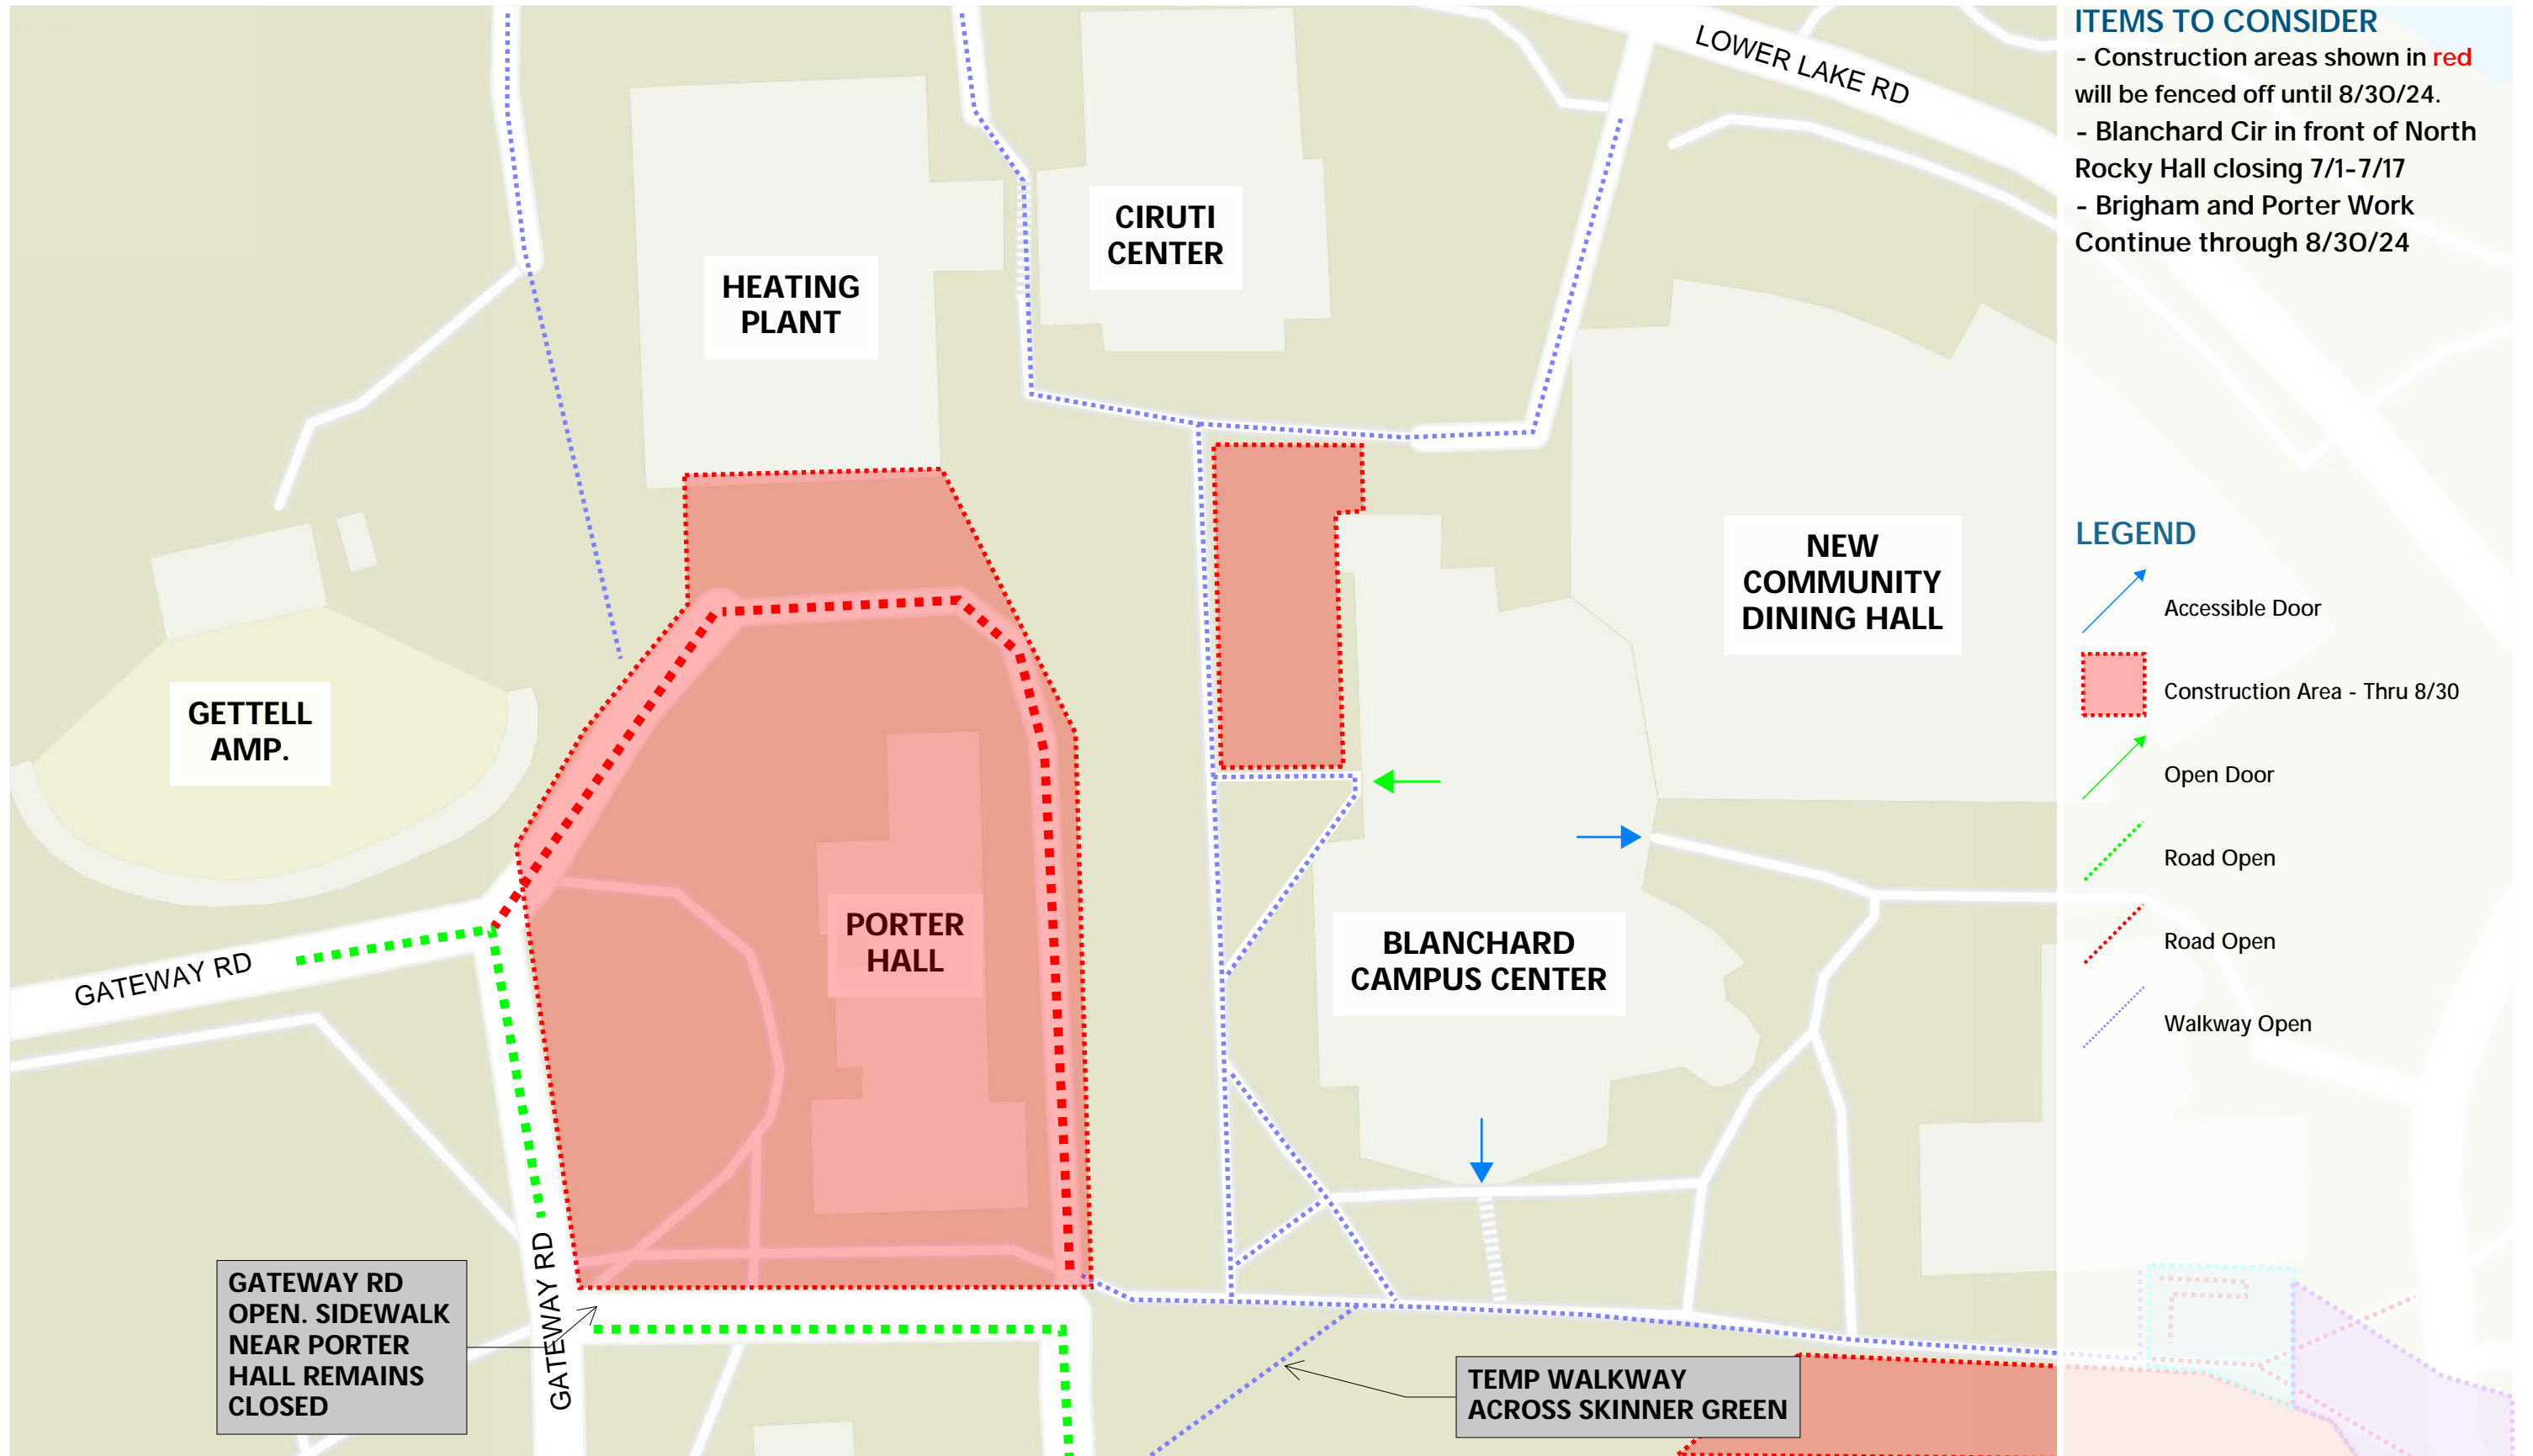 LOWER LAKE RD
ITEMS TO CONSIDER
- Construction areas shown in red
will be fenced off until 8/30/24.
- Blanchard Cir in front of North
Rocky Hall closing 7/1-7/17
- Brigham and Porter Work
Continue through 8/30/24
CIRUTI
CENTER
HEATING
PLANT
NEW
COMMUNITY
DINING HALL
LEGEND
Accessible Door
Construction Area - Thru 8/30
Open Door
Road Open
Road Open
Walkway Open
GETTELL
AMP.
PORTER
HALL
BLANCHARD
CAMPUS CENTER
GATEWAY RD
GATEWAY RD
GATEWAY RD
OPEN. SIDEWALK
NEAR PORTER
HALL REMAINS
CLOSED
TEMP WALKWAY
ACROSS SKINNER GREEN